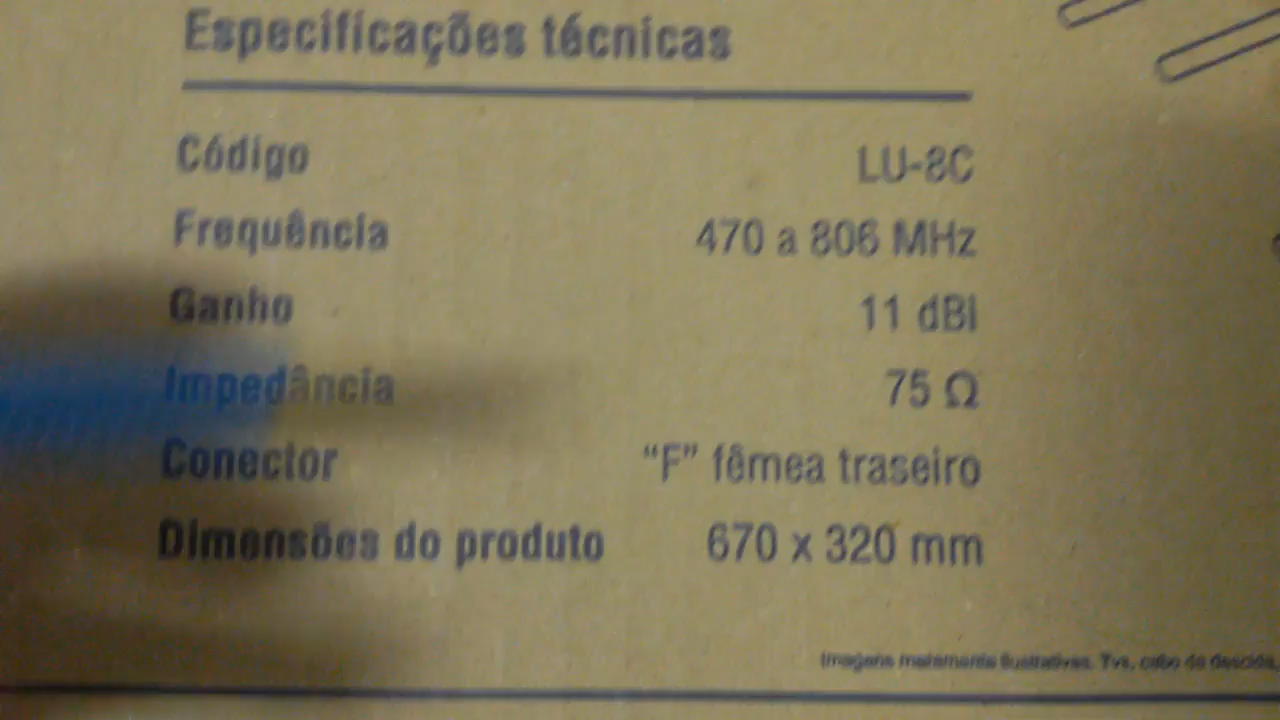 Especificações técnicas
Código LU-8C
Frequência 470 a 806 MHz
Ganho 11 dBi
Impedância 75 Ω
Conector “F” fêmea traseiro
Dimensões do produto 670 x 320 mm
Imagens meramente ilustrativas. Tvs, cabo de descida,